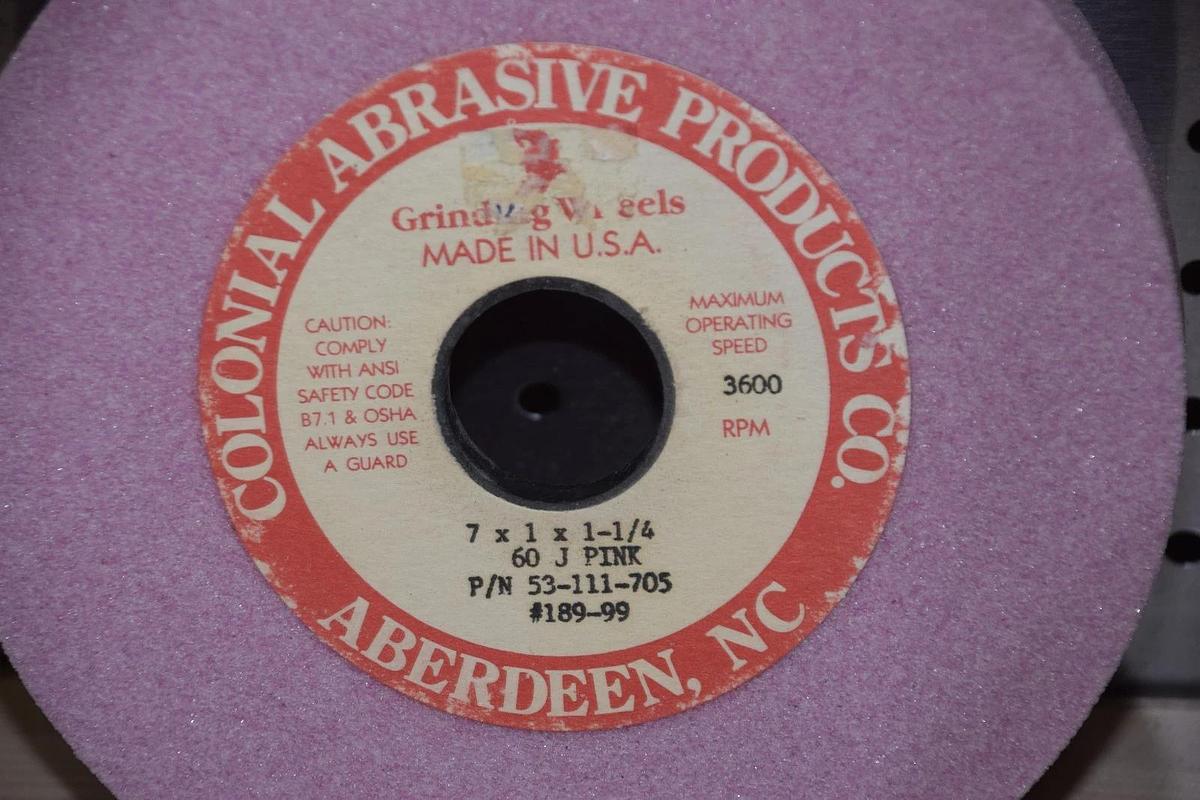 COLONIAL ABRASIVE PRODUCTS CO.
MADE IN U.S.A.
CAUTION:
COMPLY
WITH ANSI
SAFETY CODE
B7.1 & OSHA
ALWAYS USE
A GUARD
MAXIMUM
OPERATING
SPEED
3600
RPM
7 x 1 x 1-1/4
60 J PINK
P/N 53-111-705
#189-99
ABERDEEN, NC